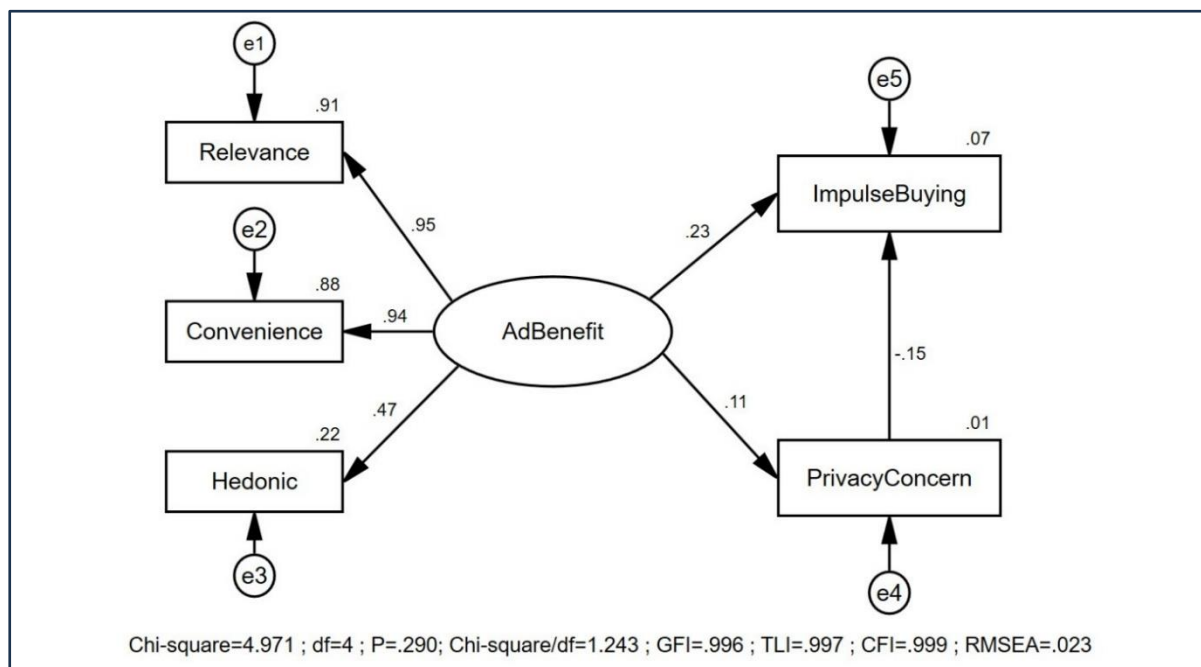 e1
.91
Relevance
e2
.88
Convenience
.22
Hedonic
e3
.95
.94
.47
AdBenefit
.23
.11
e5
.07
ImpulseBuying
-.15
.01
PrivacyConcern
e4
Chi-square=4.971 ; df=4 ; P=.290; Chi-square/df=1.243 ; GFI=.996 ; TLI=.997 ; CFI=.999 ; RMSEA=.023